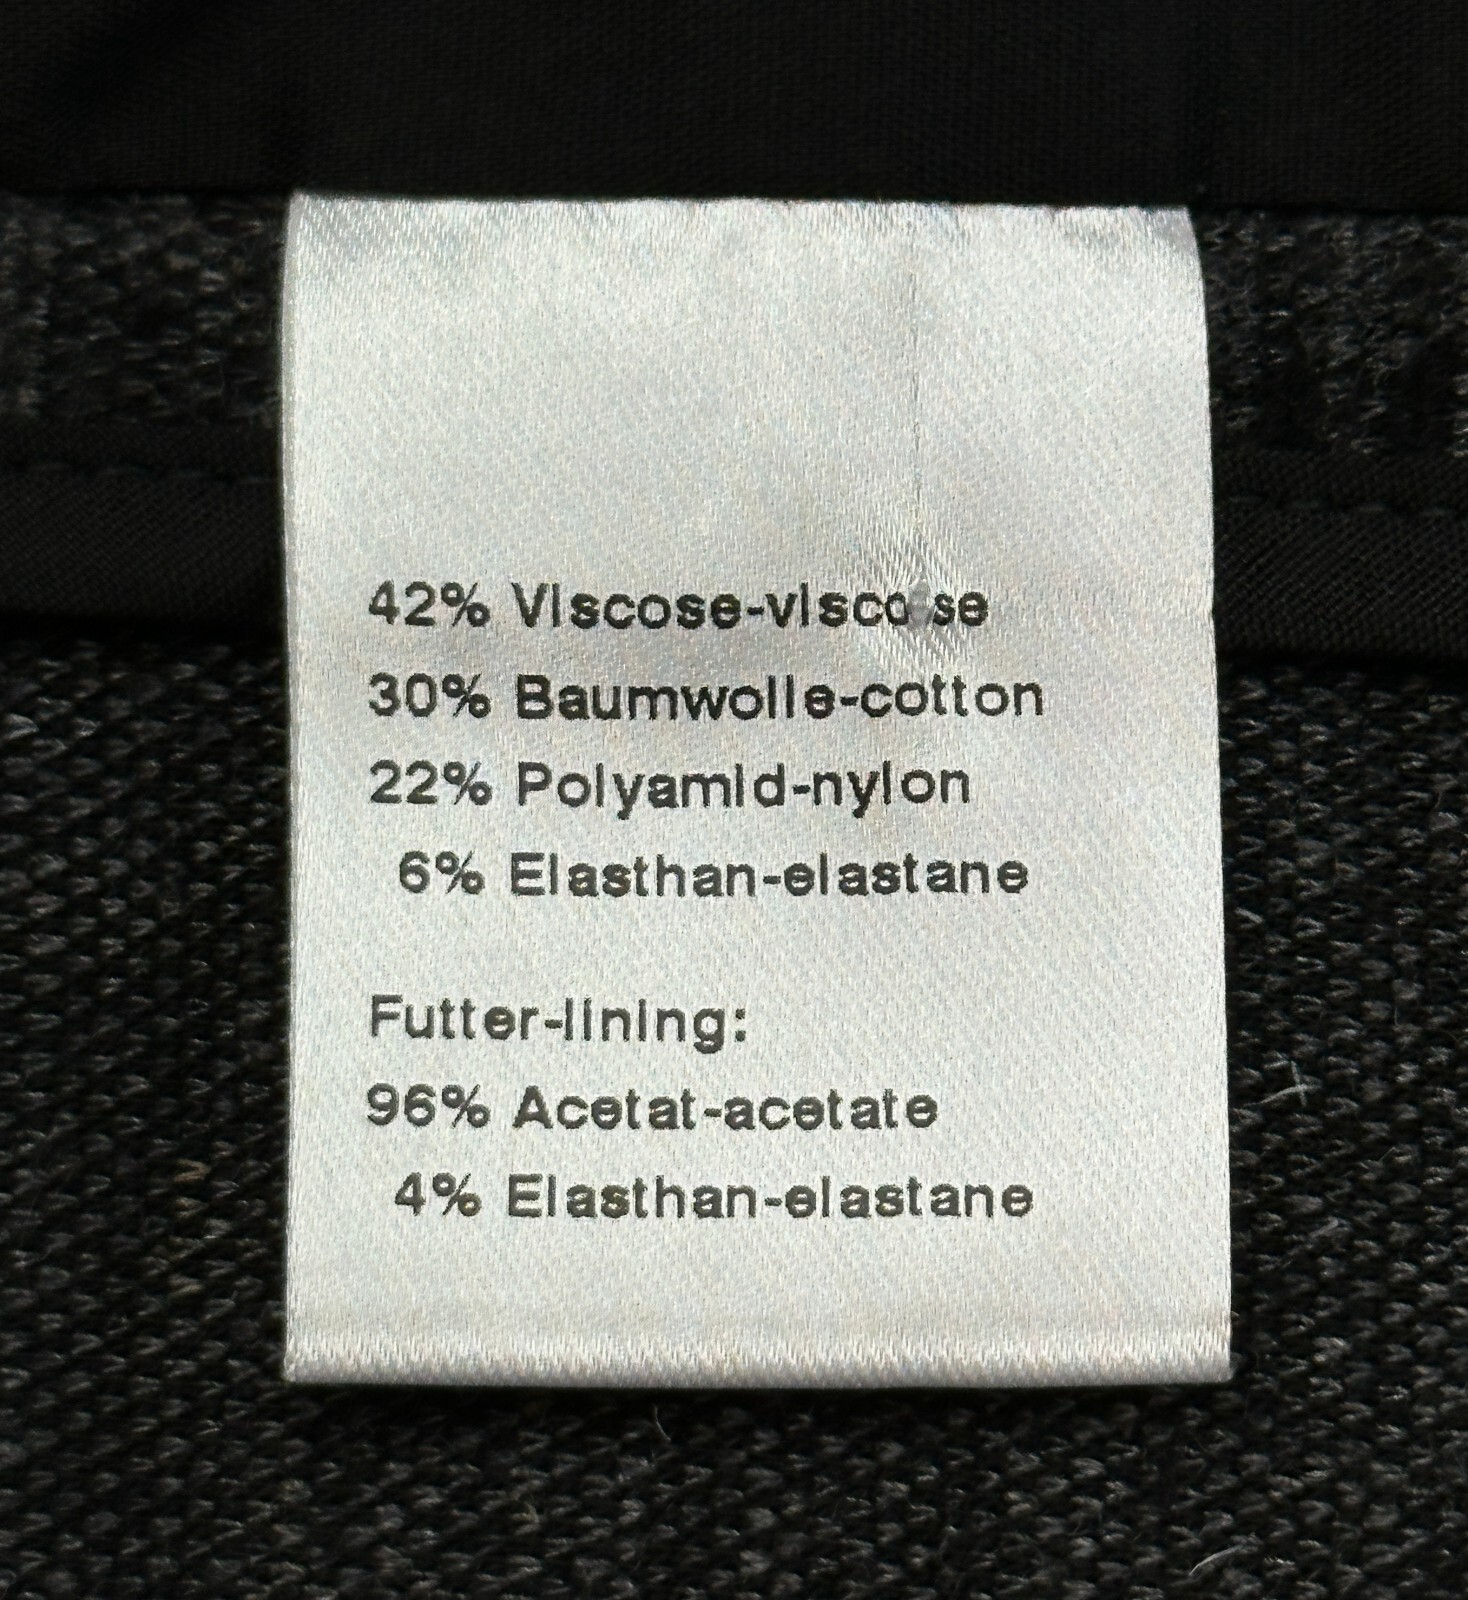 42% Viscose-viscose
30% Baumwolle-cotton
22% Polyamid-nylon
6% Elasthan-elastane
Futter-lining:
96% Acetat-acetate
4% Elasthan-elastane